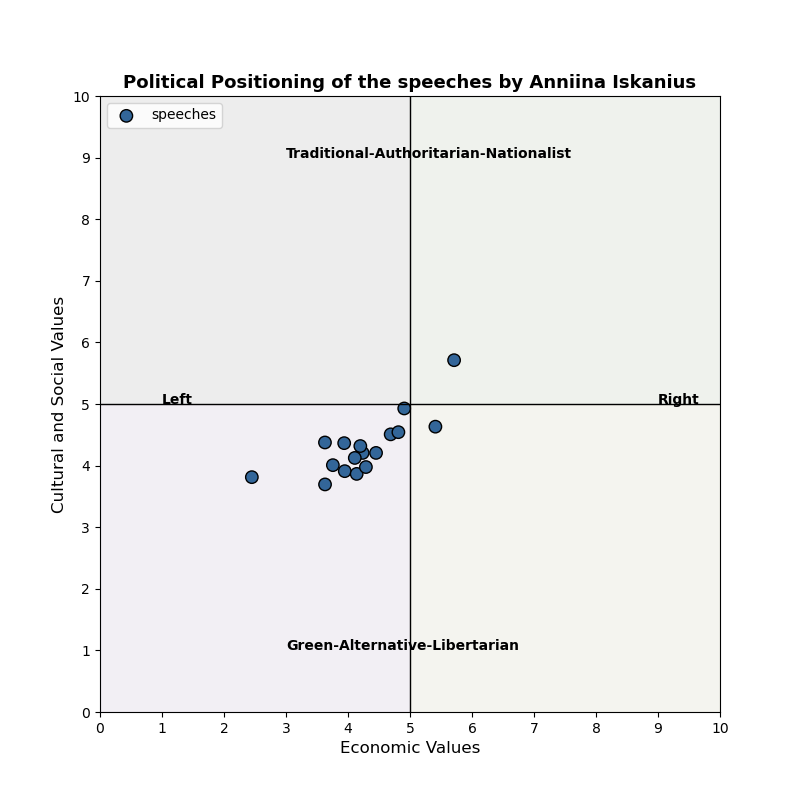 Political Positioning of the speeches by Anniina Iskanius
speeches
Traditional-Authoritarian-Nationalist
Left
Right
Green-Alternative-Libertarian
Cultural and Social Values
10
9
8
7
6
5
4
3
2
1
0
0 1 2 3 4 5 6 7 8 9 10
Economic Values